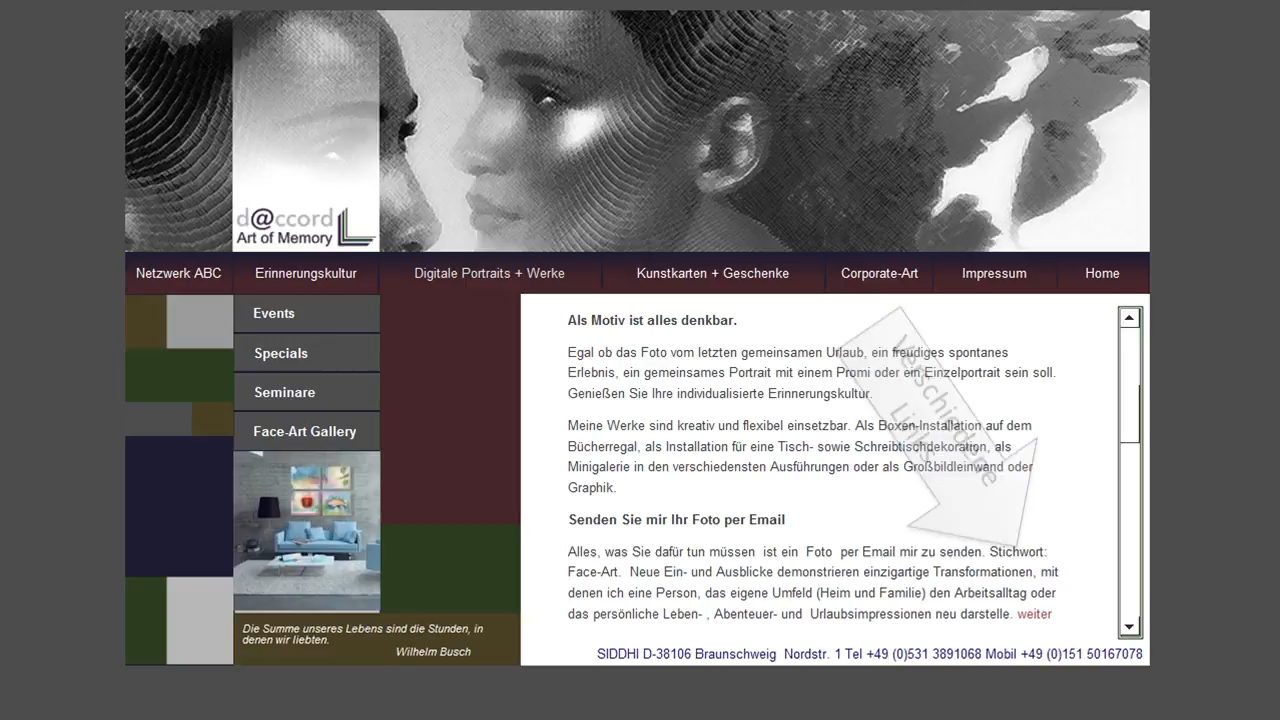 d@ccord
Art of Memory
Netzwerk ABC
Erinnerungskultur
Digitale Portraits + Werke
Kunstkarten + Geschenke
Corporate-Art
Impressum
Home
Events
Specials
Seminare
Face-Art Gallery
Die Summe unseres Lebens sind die Stunden, in
denen wir liebten.
Wilhelm Busch
Als Motiv ist alles denkbar.
Egal ob das Foto vom letzten gemeinsamen Urlaub, ein freudiges spontanes
Erlebnis, ein gemeinsames Portrait mit einem Promi oder ein Einzelportrait sein soll.
Genießen Sie Ihre individualisierte Erinnerungskultur.
Meine Werke sind kreativ und flexibel einsetzbar. Als Boxen-Installation auf dem
Bücherregal, als Installation für eine Tisch- sowie Schreibtischdekoration, als
Minigalerie in den verschiedensten Ausführungen oder als Großbildleinwand oder
Graphik.
Senden Sie mir Ihr Foto per Email
Alles, was Sie dafür tun müssen ist ein Foto per Email mir zu senden. Stichwort:
Face-Art. Neue Ein- und Ausblicke demonstrieren einzigartige Transformationen, mit
denen ich eine Person, das eigene Umfeld (Heim und Familie) den Arbeitsalltag oder
das persönliche Leben- , Abenteuer- und Urlaubsimpressionen neu darstelle. weiter
Verschiedene
Links
SIDDHI D-38106 Braunschweig Nordstr. 1 Tel +49 (0)531 3891068 Mobil +49 (0)151 50167078